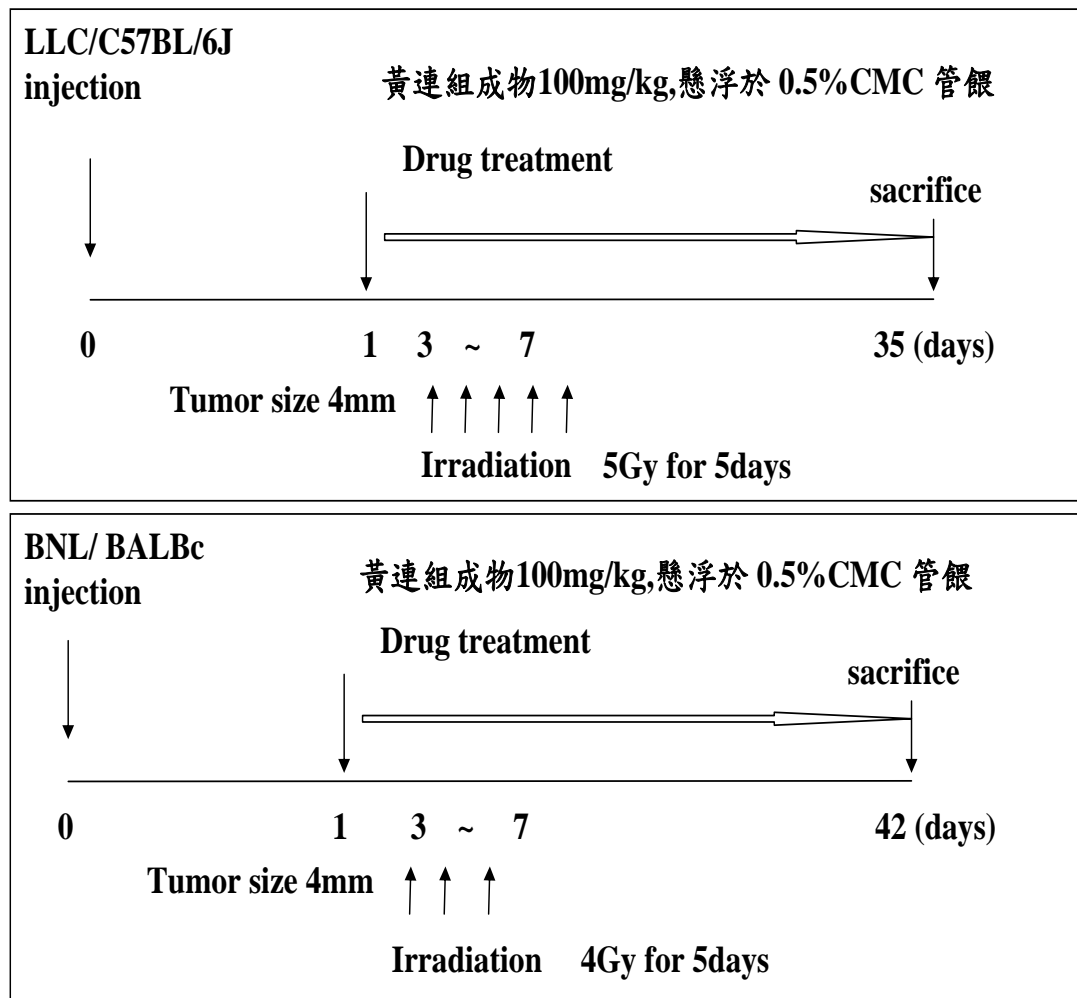 LLC/C57BL/6J
injection
黃連組成物100mg/kg,懸浮於 0.5%CMC 管餵
Drug treatment
sacrifice
0 1 3 ~ 7 35 (days)
Tumor size 4mm
Irradiation 5Gy for 5days
BNL/ BALBc
injection
黃連組成物100mg/kg,懸浮於 0.5%CMC 管餵
Drug treatment
sacrifice
0 1 3 ~ 7 42 (days)
Tumor size 4mm
Irradiation 4Gy for 5days